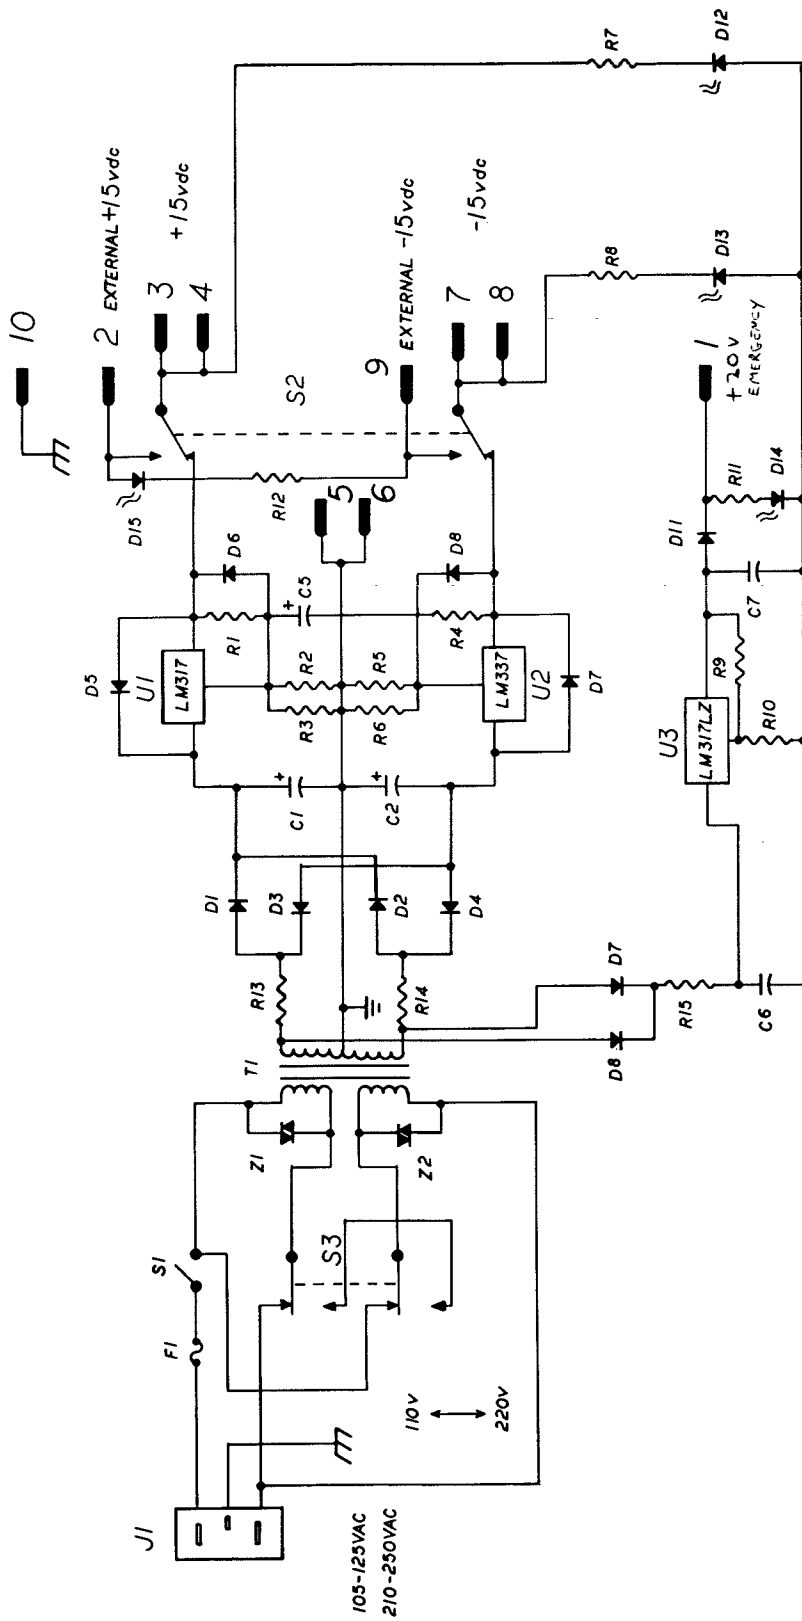 J1
105-125VAC
210-250VAC
F1
S1
110V
220V
S3
Z1
Z2
T1
R13
R14
D1
D3
D2
D4
D8
D7
R15
C6
C1
C2
D5
U1
LM317
R1
R2
R3
R5
R6
R4
D6
C5
D8
LM337
U2
D7
U3
LM317LZ
R9
R10
C7
D11
R11
D14
1
+20V
EMERGENCY
D15
R12
5
6
S2
10
2 EXTERNAL +15vdc
3
+15vdc
4
9 EXTERNAL -15vdc
7
-15vdc
8
R7
D12
R8
D13